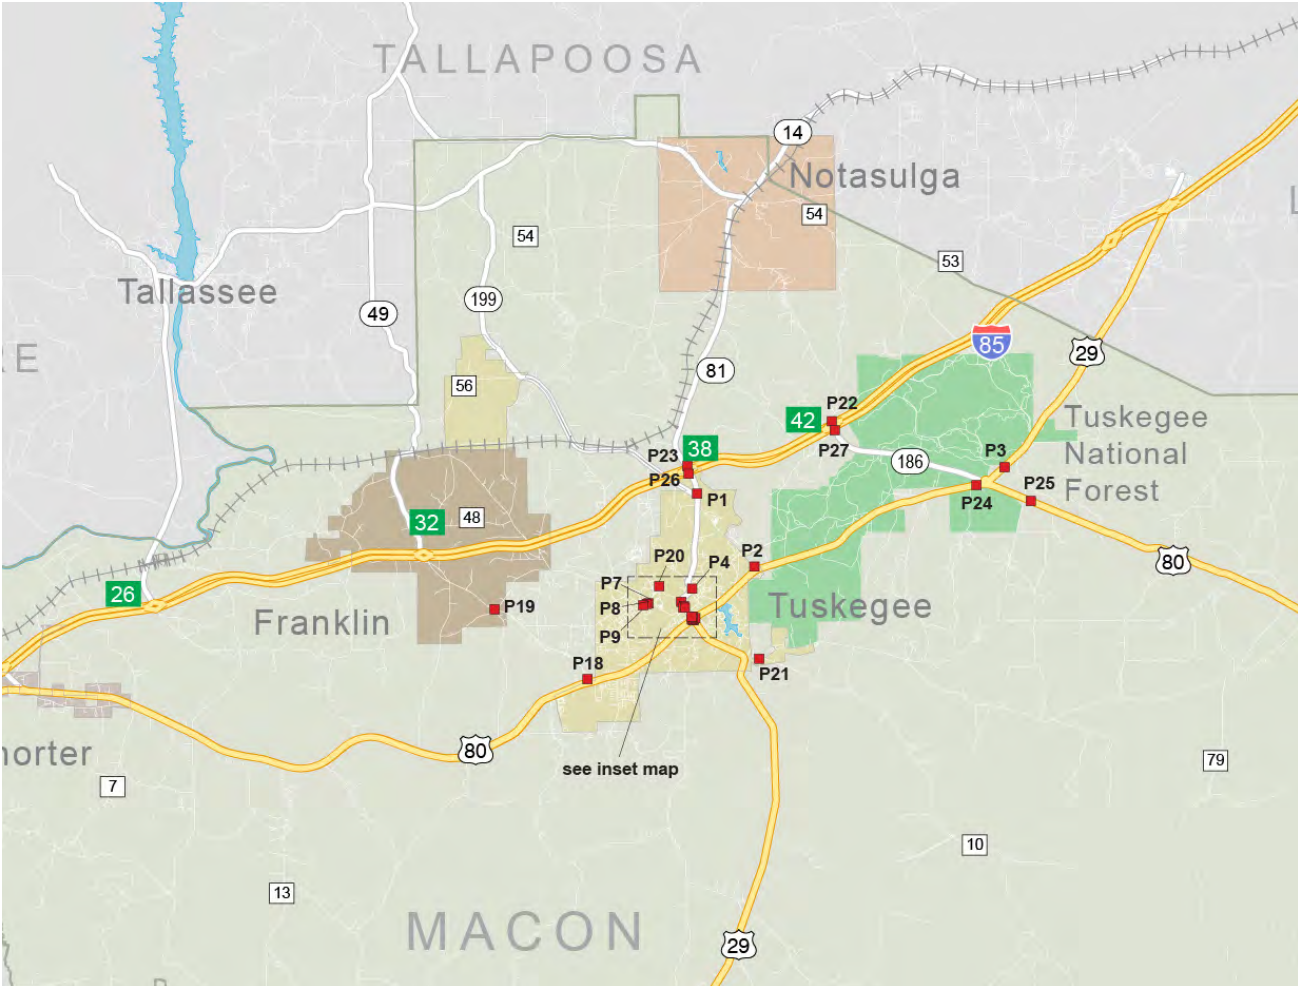 TALLAPOOSA
14
Notasulga
54
54
53
Tallassee
199
49
85
29
RE
81
56
P22
42
Tuskegee
National
Forest
P27
P23
38
186
P3
P26
P25
P1
P24
48
32
P20
P4
P2
80
26
P7
P8
P19
Tuskegee
Franklin
P9
P18
P21
80
horter
see inset map
79
7
10
13
MACON
29